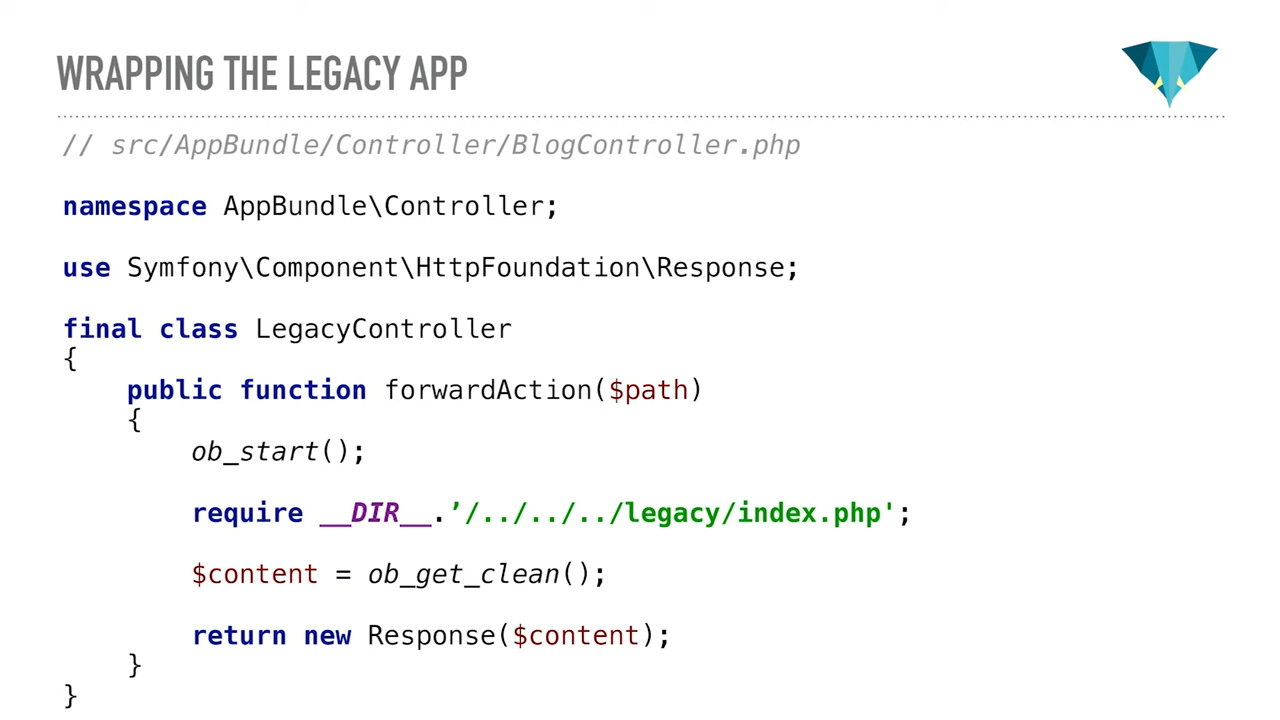 WRAPPING THE LEGACY APP
// src/AppBundle/Controller/BlogController.php
namespace AppBundle\Controller;
use Symfony\Component\HttpFoundation\Response;
final class LegacyController
{
    public function forwardAction($path)
    {
        ob_start();
        require __DIR__.’/../../../legacy/index.php';
        $content = ob_get_clean();
        return new Response($content);
    }
}